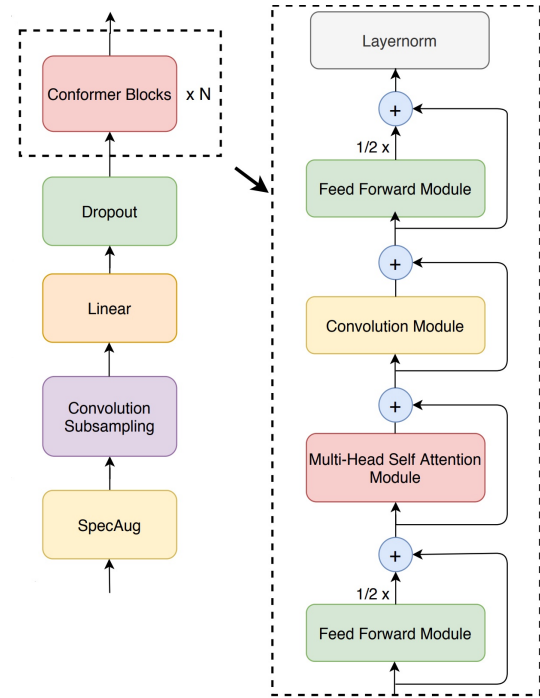 Conformer Blocks
x N
Dropout
Linear
Convolution
Subsampling
SpecAug
Layernorm
+
1/2 x
Feed Forward Module
+
Convolution Module
+
Multi-Head Self Attention
Module
+
1/2 x
Feed Forward Module